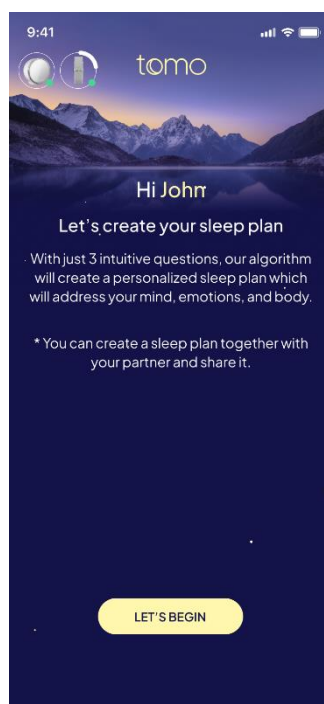 9:41
tomo
Hi John
Let's create your sleep plan
With just 3 intuitive questions, our algorithm
will create a personalized sleep plan which
will address your mind, emotions, and body.
* You can create a sleep plan together with
your partner and share it.
LET'S BEGIN